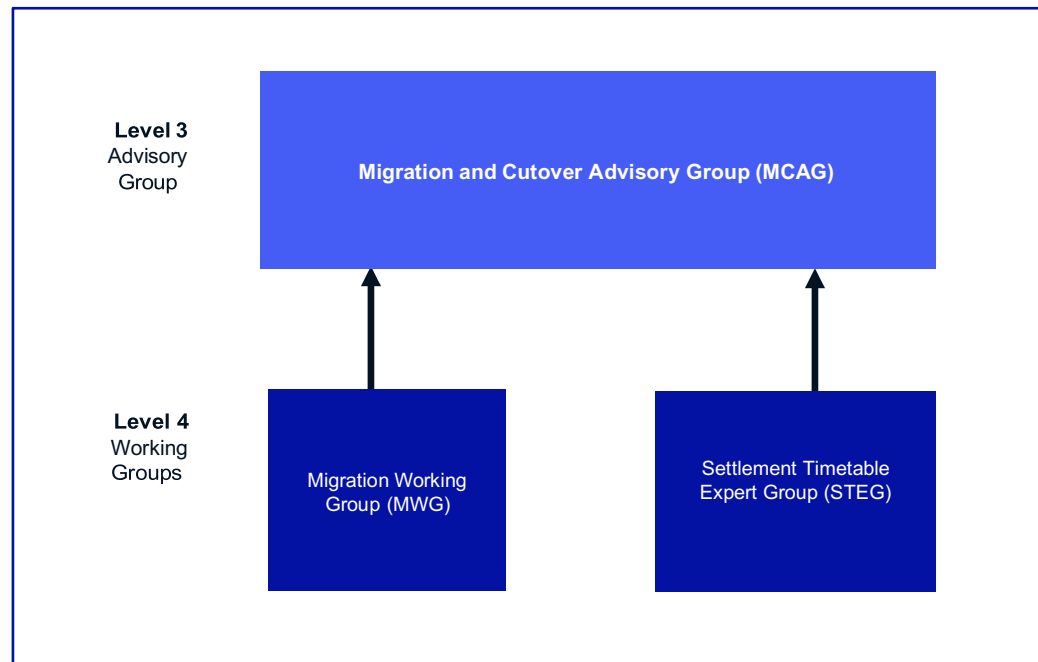 Level 3
Advisory
Group
Migration and Cutover Advisory Group (MCAG)
Level 4
Working
Groups
Migration Working
Group (MWG)
Settlement Timetable
Expert Group (STEG)